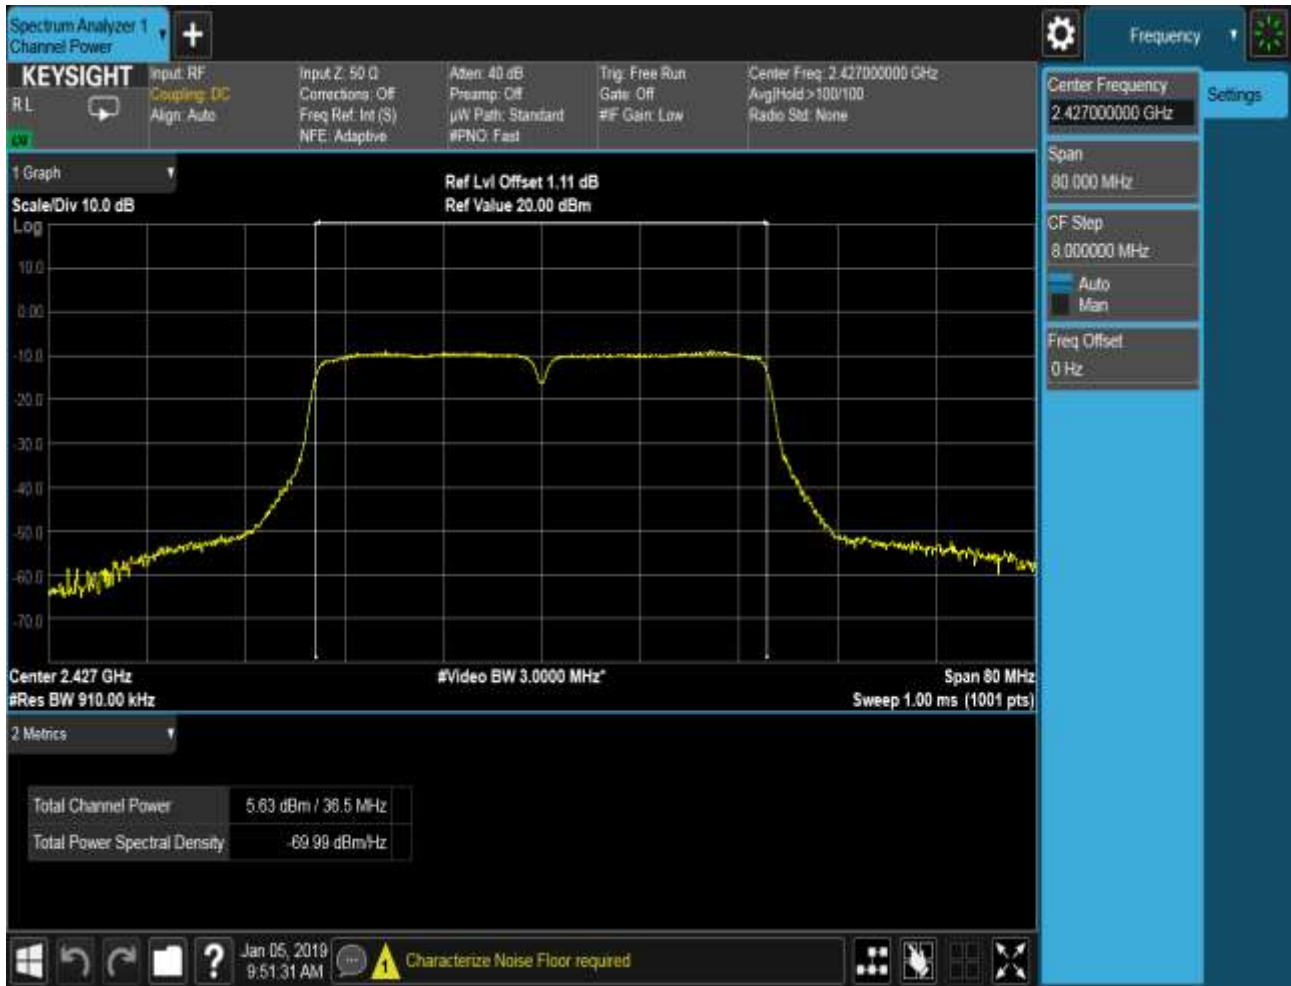 Spectrum Analyzer 1
Channel Power
Frequency
KEYSIGHT
Input: RF
Coupling: DC
Align: Auto
Input Z: 50 Ω
Corrections: Off
Freq Ref: Int (S)
NFE: Adaptive
Atten: 40 dB
Preamp: Off
µW Path: Standard
#PNO: Fast
Trig: Free Run
Gate: Off
#IF Gain: Low
Center Freq: 2.427000000 GHz
Avg|Hold:>100/100
Radio Std: None
R L
Center Frequency
2.427000000 GHz
Settings
Span
80.000 MHz
CF Step
8.000000 MHz
Auto
Man
Freq Offset
0 Hz
1 Graph
Ref Lvl Offset 1.11 dB
Scale/Div 10.0 dB
Ref Value 20.00 dBm
Log
10.0
0.00
-10.0
-20.0
-30.0
-40.0
-50.0
-60.0
-70.0
Center 2.427 GHz
#Video BW 3.0000 MHz*
Span 80 MHz
#Res BW 910.00 kHz
Sweep 1.00 ms (1001 pts)
2 Metrics
Total Channel Power
5.63 dBm / 36.5 MHz
Total Power Spectral Density
-69.99 dBm/Hz
Jan 05, 2019
9:51:31 AM
1
Characterize Noise Floor required
?